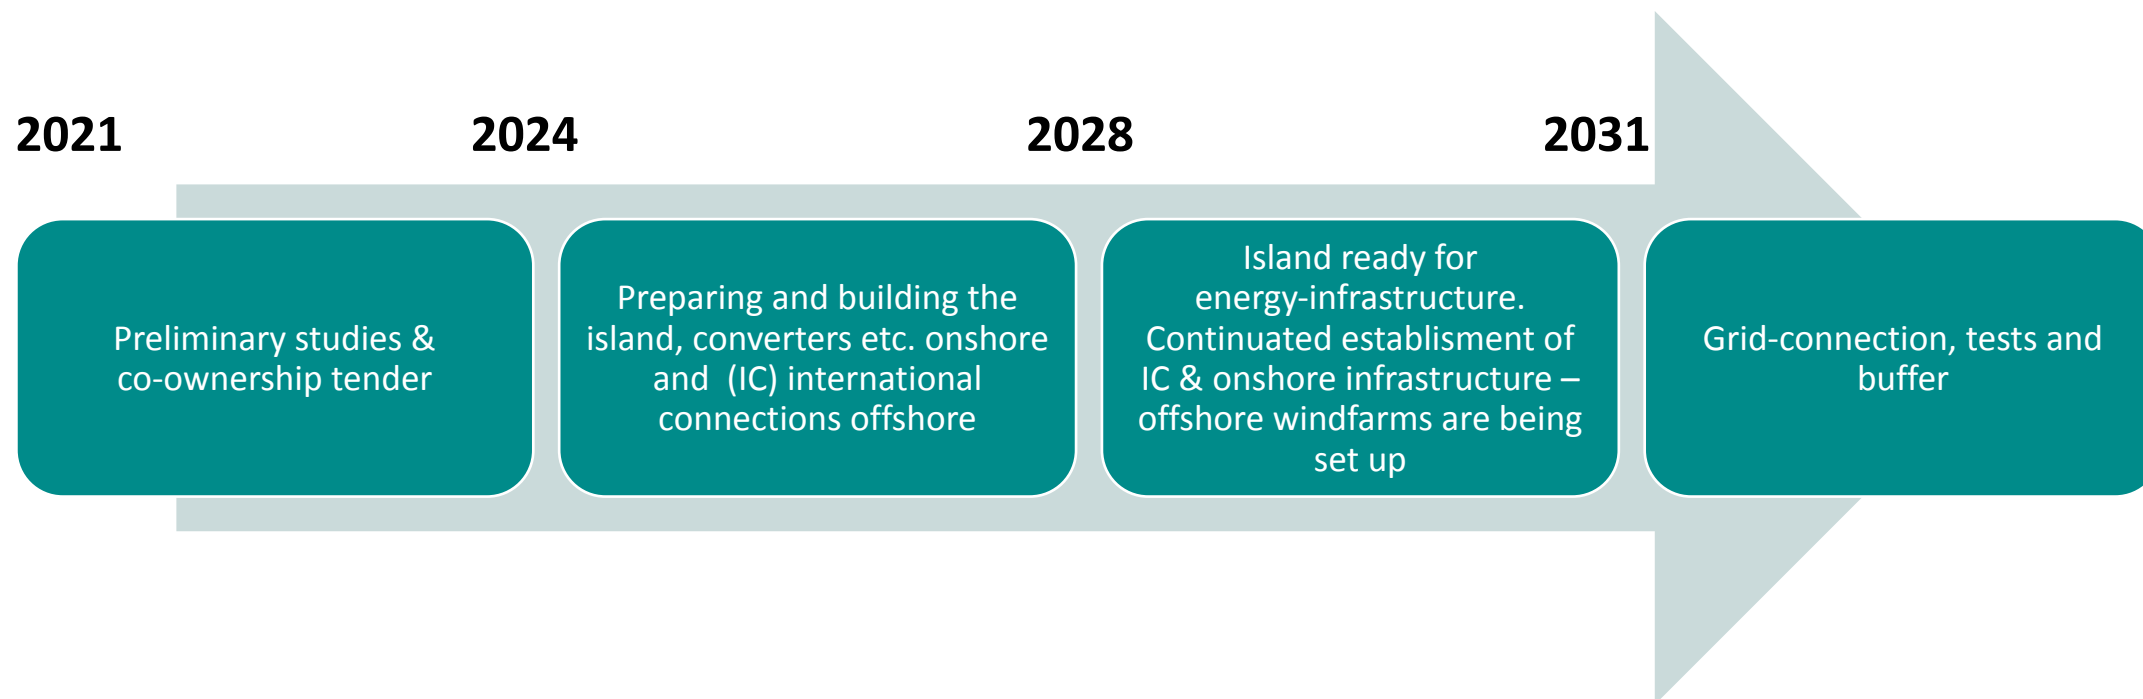 2021
2024
2028
2031
Preliminary studies &
co-ownership tender
Preparing and building the
island, converters etc. onshore
and  (IC) international
connections offshore
Island ready for
energy-infrastructure.
Continuated establisment of
IC & onshore infrastructure –
offshore windfarms are being
set up
Grid-connection, tests and
buffer